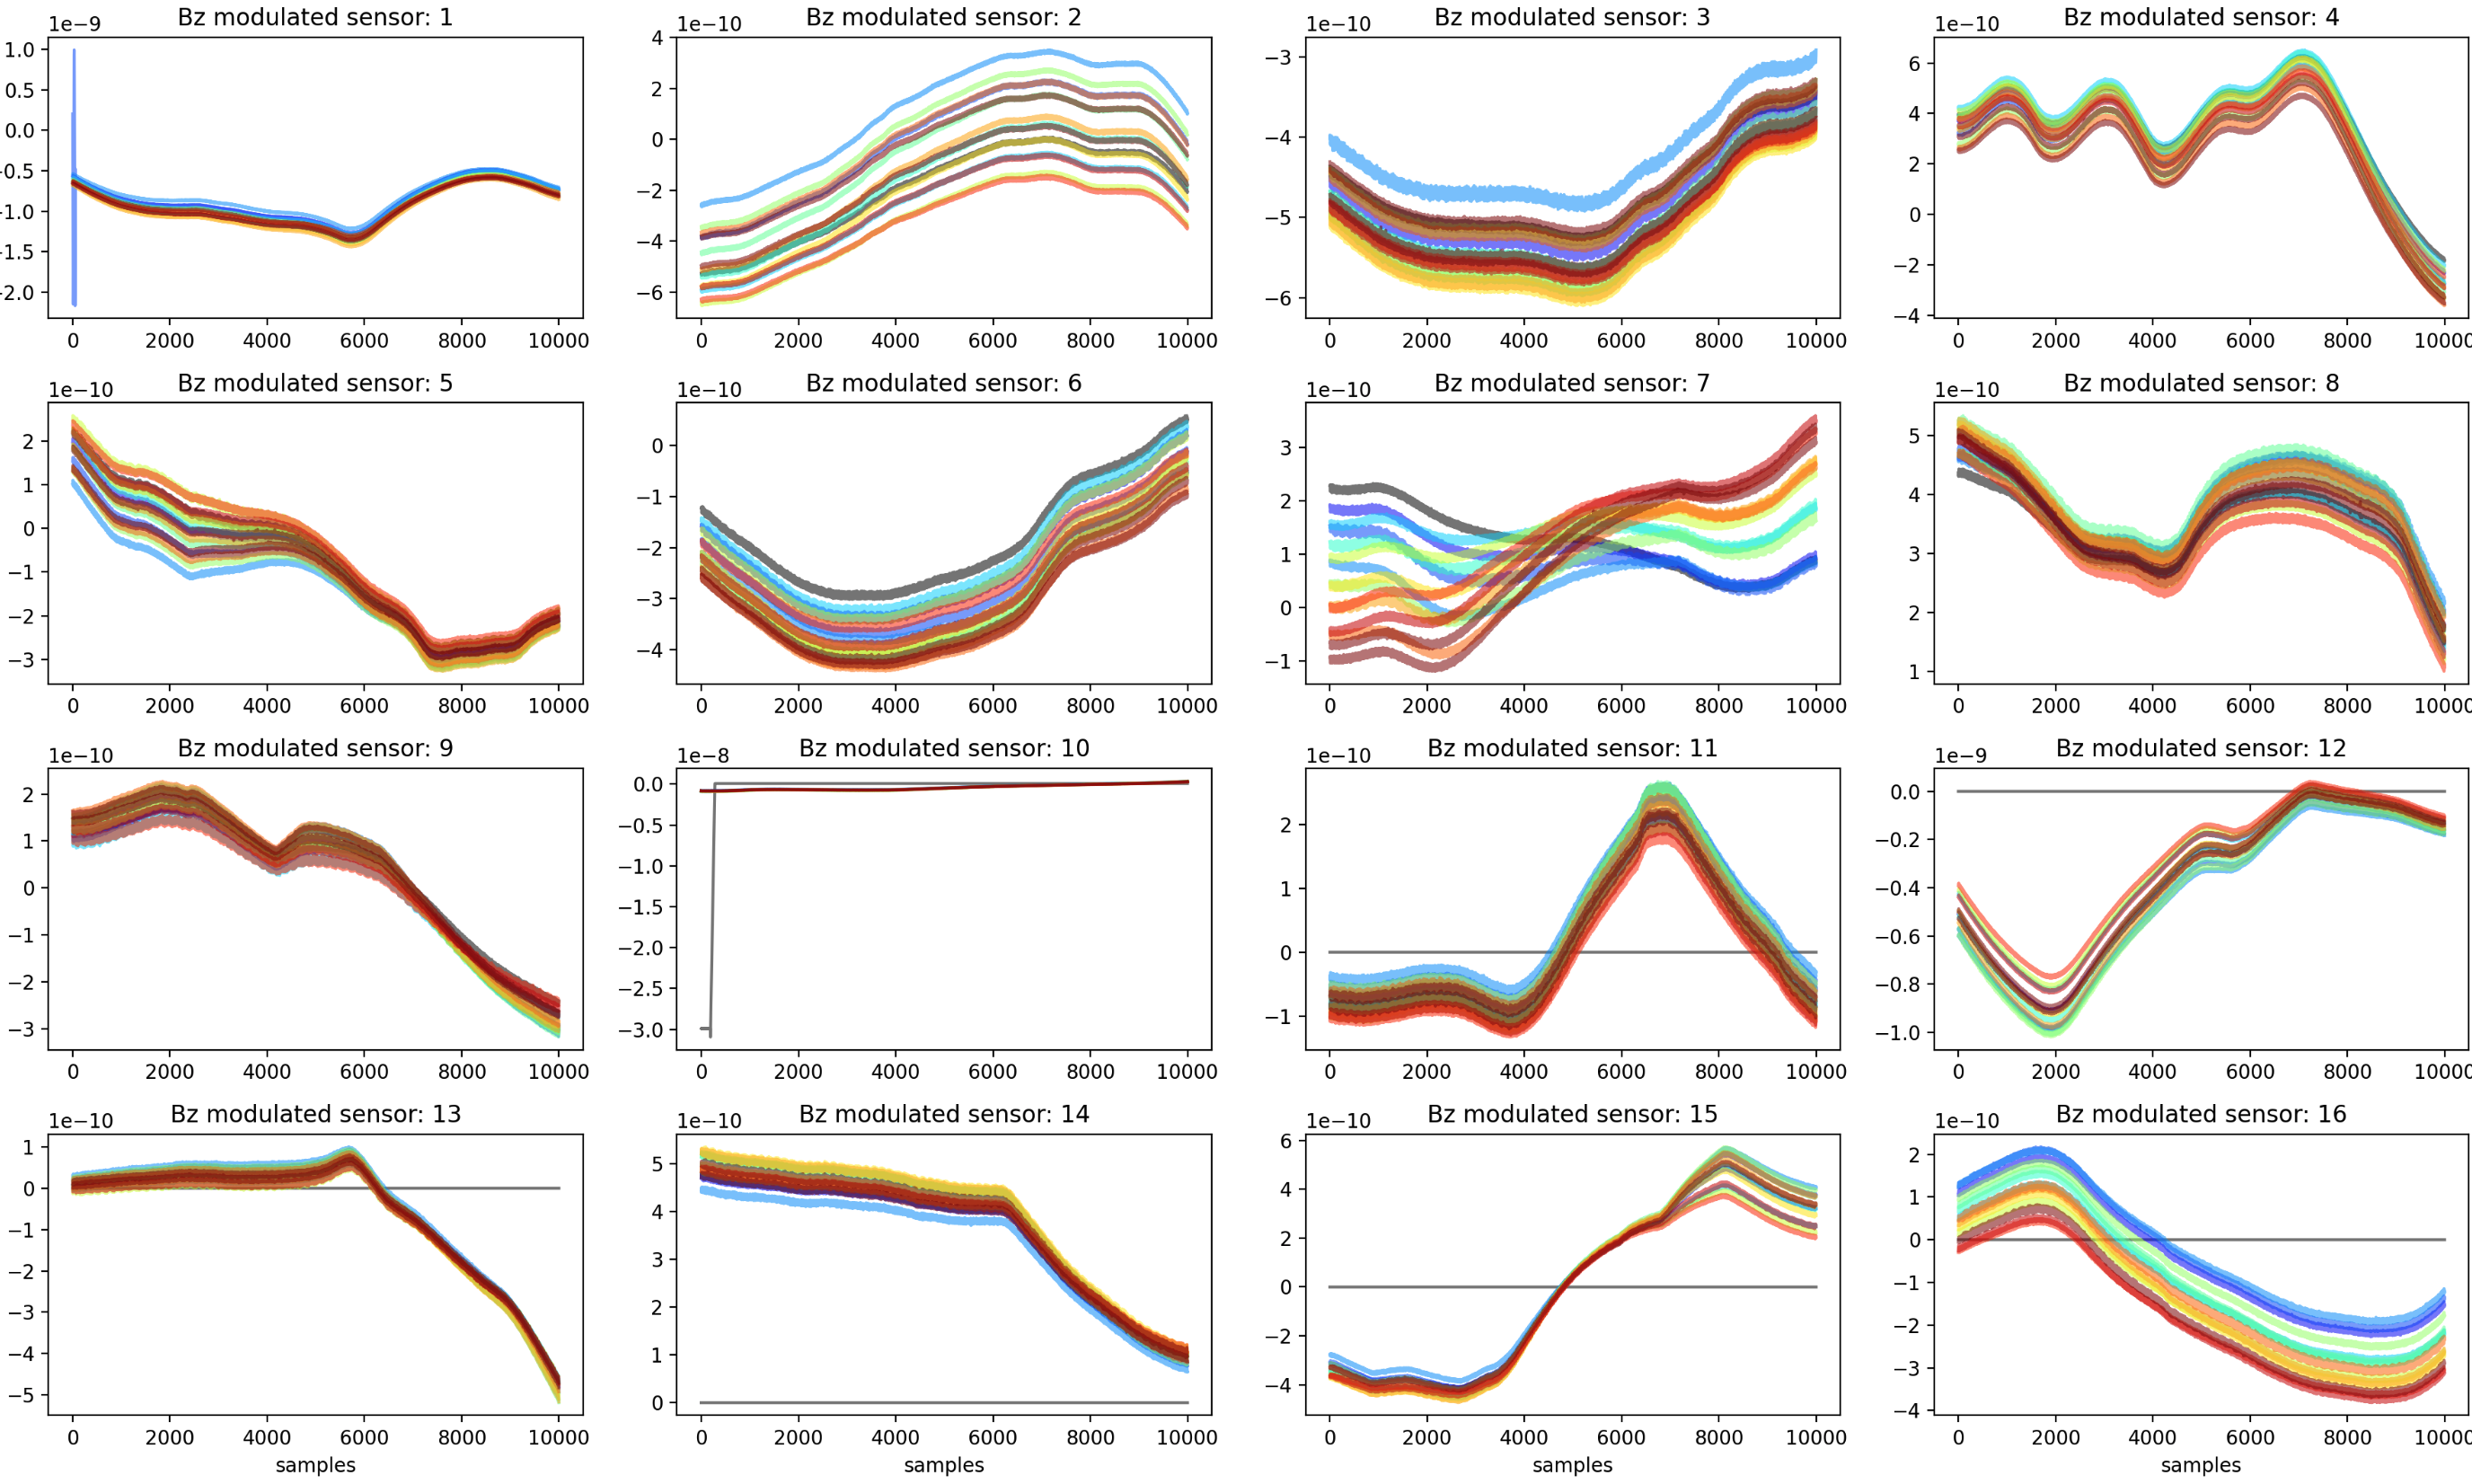 Bz modulated sensor: 1 Bz modulated sensor: 2 Bz modulated sensor: 3 Bz modulated sensor: 4
1e−9 1e−10 1e−10 1e−10
1.0 0.5 0.0 −0.5 −1.0 −1.5 −2.0
4 2 0 −2 −4 −6
−3 −4 −5 −6
6 4 2 0 −2 −4
0 2000 4000 6000 8000 10000 0 2000 4000 6000 8000 10000 0 2000 4000 6000 8000 10000 0 2000 4000 6000 8000 10000
Bz modulated sensor: 5 Bz modulated sensor: 6 Bz modulated sensor: 7 Bz modulated sensor: 8
1e−10 1e−10 1e−10 1e−10
2 1 0 −1 −2 −3
0 −1 −2 −3 −4
3 2 1 0 −1
5 4 3 2 1
0 2000 4000 6000 8000 10000 0 2000 4000 6000 8000 10000 0 2000 4000 6000 8000 10000 0 2000 4000 6000 8000 10000
Bz modulated sensor: 9 Bz modulated sensor: 10 Bz modulated sensor: 11 Bz modulated sensor: 12
1e−10 1e−8 1e−10 1e−9
2 1 0 −1 −2 −3
0.0 −0.5 −1.0 −1.5 −2.0 −2.5 −3.0
2 1 0 −1
0.0 −0.2 −0.4 −0.6 −0.8 −1.0
0 2000 4000 6000 8000 10000 0 2000 4000 6000 8000 10000 0 2000 4000 6000 8000 10000 0 2000 4000 6000 8000 10000
Bz modulated sensor: 13 Bz modulated sensor: 14 Bz modulated sensor: 15 Bz modulated sensor: 16
1e−10 1e−10 1e−10 1e−10
1 0 −1 −2 −3 −4 −5
5 4 3 2 1 0
6 4 2 0 −2 −4
2 1 0 −1 −2 −3 −4
0 2000 4000 6000 8000 10000 0 2000 4000 6000 8000 10000 0 2000 4000 6000 8000 10000 0 2000 4000 6000 8000 10000
samples samples samples samples